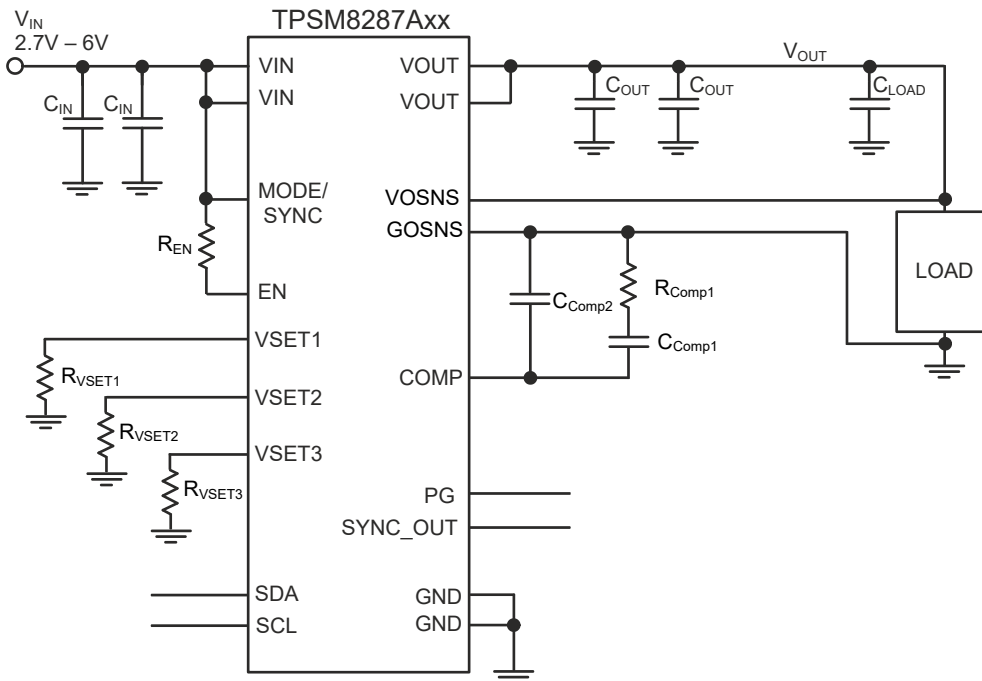 TPSM8287Axx
VIN
2.7V – 6V
VIN
VIN
CIN
CIN
MODE/
SYNC
REN
EN
VSET1
RVSET1
VSET2
RVSET2
VSET3
RVSET3
SDA
SCL
VOUT
VOUT
VOUT
COUT
COUT
CLOAD
VOSNS
GOSNS
LOAD
CComp2
RComp1
CComp1
COMP
PG
SYNC_OUT
GND
GND